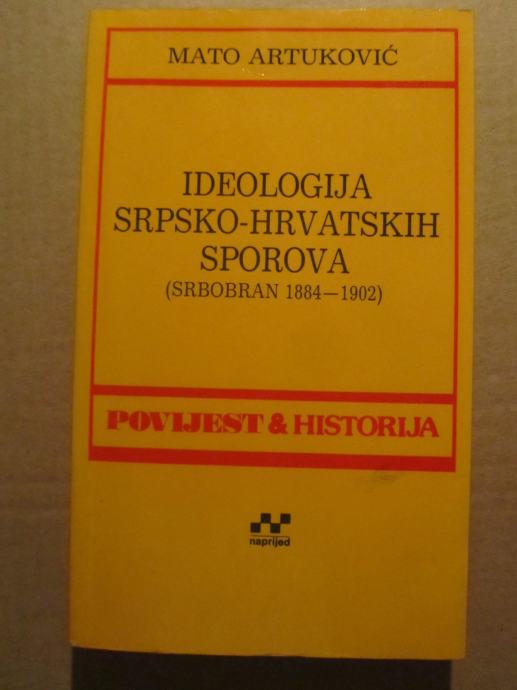 MATO ARTUKOVIĆ
IDEOLOGIJA
SRPSKO-HRVATSKIH
SPOROVA
(SRBOBRAN 1884—1902)
POVIJEST & HISTORIJA
naprijed